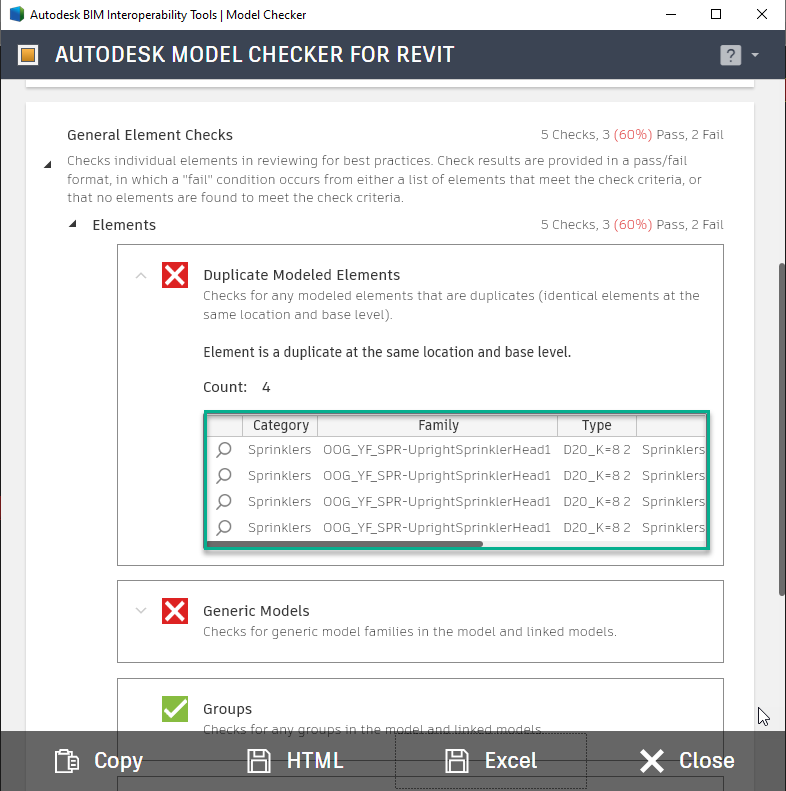 Autodesk BIM Interoperability Tools | Model Checker
AUTODESK MODEL CHECKER FOR REVIT
?
General Element Checks
5 Checks, 3 (60%) Pass, 2 Fail
Checks individual elements in reviewing for best practices. Check results are provided in a pass/fail
format, in which a "fail" condition occurs from either a list of elements that meet the check criteria, or
that no elements are found to meet the check criteria.
Elements
5 Checks, 3 (60%) Pass, 2 Fail
Duplicate Modeled Elements
Checks for any modeled elements that are duplicates (identical elements at the
same location and base level).
Element is a duplicate at the same location and base level.
Count: 4
Category Family Type
Sprinklers OOG_YF_SPR-UprightSprinklerHead1 D20_K=8 2 Sprinklers
Sprinklers OOG_YF_SPR-UprightSprinklerHead1 D20_K=8 2 Sprinklers
Sprinklers OOG_YF_SPR-UprightSprinklerHead1 D20_K=8 2 Sprinklers
Sprinklers OOG_YF_SPR-UprightSprinklerHead1 D20_K=8 2 Sprinklers
Generic Models
Checks for generic model families in the model and linked models.
Groups
Checks for any groups in the model and linked models.
Copy HTML Excel Close